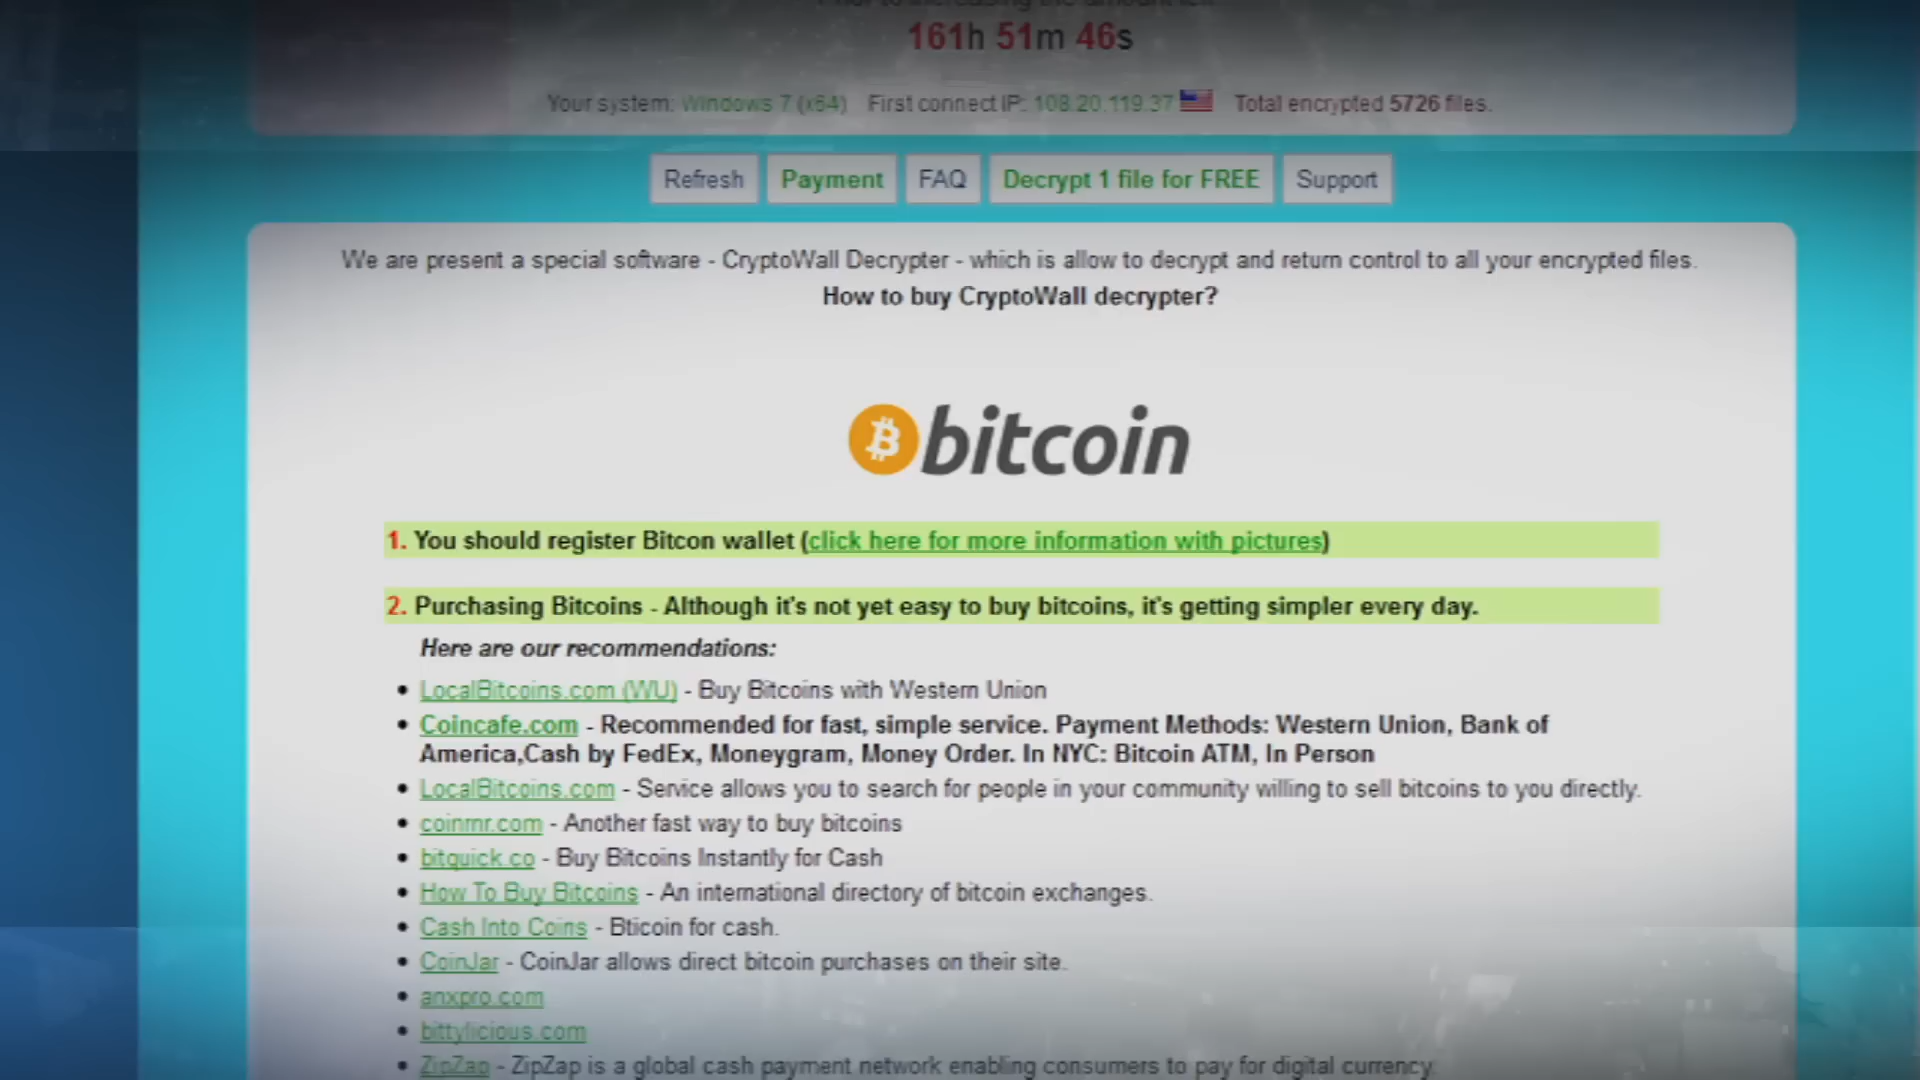 Prior to increasing the amount left
161h 51m 46s
Your system: Windows 7 (x64) First connect IP: 108.20.119.37 Total encrypted 5726 files.
Refresh Payment FAQ Decrypt 1 file for FREE Support
We are present a special software - CryptoWall Decrypter - which is allow to decrypt and return control to all your encrypted files.
How to buy CryptoWall decrypter?
bitcoin
1. You should register Bitcon wallet (click here for more information with pictures)
2. Purchasing Bitcoins - Although it's not yet easy to buy bitcoins, it's getting simpler every day.
Here are our recommendations:
• LocalBitcoins.com (WU) - Buy Bitcoins with Western Union
• Coincafe.com - Recommended for fast, simple service. Payment Methods: Western Union, Bank of
America,Cash by FedEx, Moneygram, Money Order. In NYC: Bitcoin ATM, In Person
• LocalBitcoins.com - Service allows you to search for people in your community willing to sell bitcoins to you directly.
• coinmr.com - Another fast way to buy bitcoins
• bitquick.co - Buy Bitcoins Instantly for Cash
• How To Buy Bitcoins - An international directory of bitcoin exchanges.
• Cash Into Coins - Bticoin for cash.
• CoinJar - CoinJar allows direct bitcoin purchases on their site.
• anxpro.com
• bittylicious.com
• ZipZap - ZipZap is a global cash payment network enabling consumers to pay for digital currency.